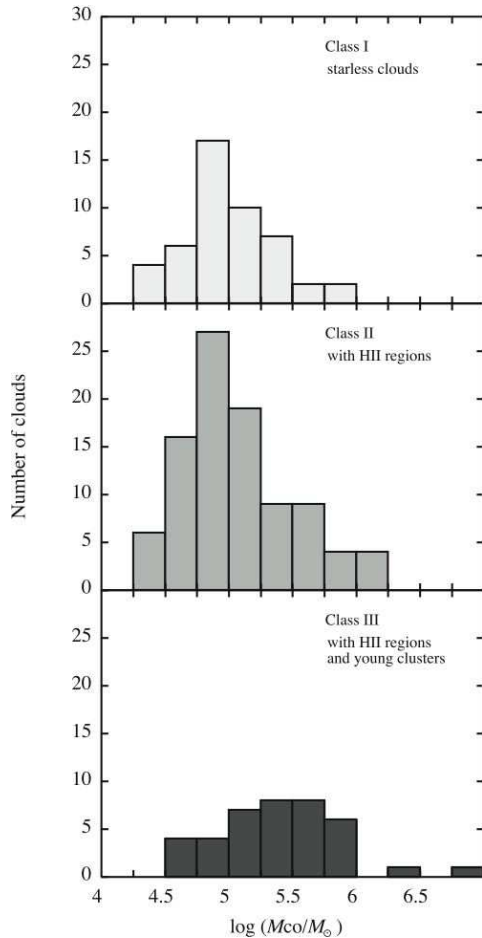 30
25
20
15
10
5
0
Class I
starless clouds
25
20
15
10
5
0
Class II
with HII regions
Number of clouds
25
20
15
10
5
0
Class III
with HII regions
and young clusters
4 4.5 5 5.5 6 6.5
log (Mco/M⊙)